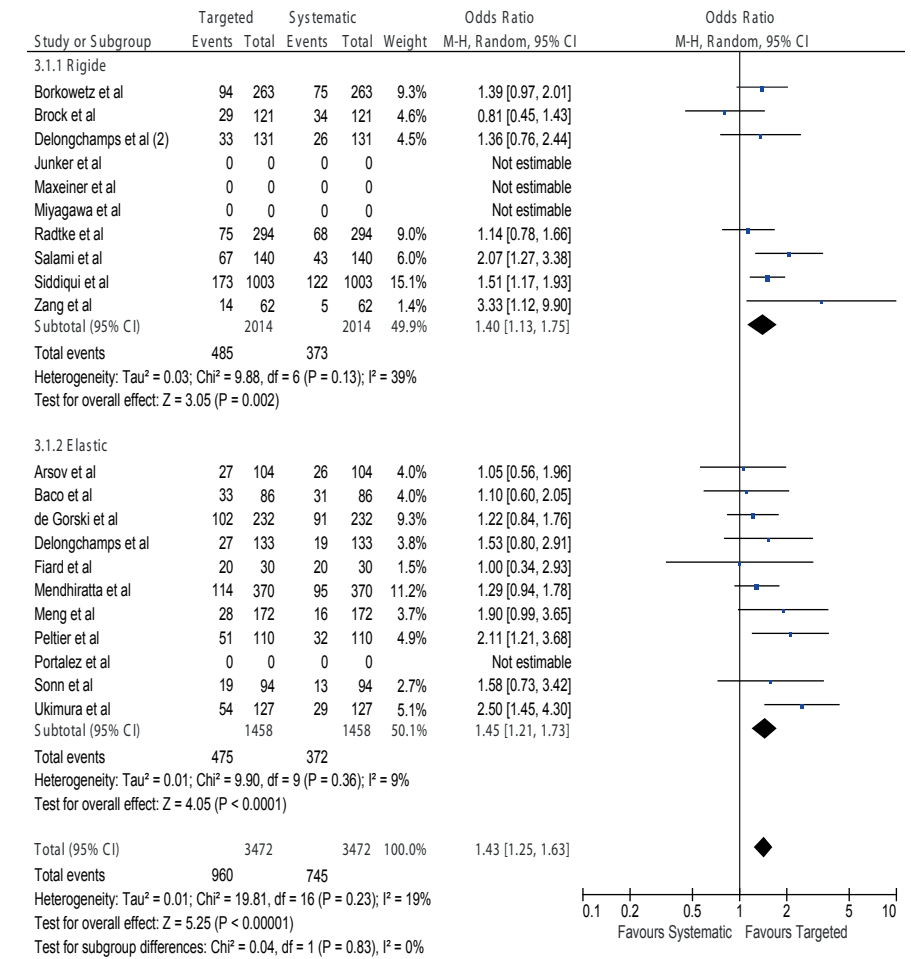 Targeted Systematic Odds Ratio Odds Ratio
Study or Subgroup Events Total Events Total Weight M-H, Random, 95% CI M-H, Random, 95% CI
3.1.1 Rigide
Borkowetz et al 94 263 75 263 9.3% 1.39 [0.97, 2.01]
Brock et al 29 121 34 121 4.6% 0.81 [0.45, 1.43]
Delongchamps et al (2) 33 131 26 131 4.5% 1.36 [0.76, 2.44]
Junker et al 0 0 0 0 Not estimable
Maxeiner et al 0 0 0 0 Not estimable
Miyagawa et al 0 0 0 0 Not estimable
Radtke et al 75 294 68 294 9.0% 1.14 [0.78, 1.66]
Salami et al 67 140 43 140 6.0% 2.07 [1.27, 3.38]
Siddiqui et al 173 1003 122 1003 15.1% 1.51 [1.17, 1.93]
Zang et al 14 62 5 62 1.4% 3.33 [1.12, 9.90]
Subtotal (95% CI) 2014 2014 49.9% 1.40 [1.13, 1.75]
Total events 485 373
Heterogeneity: Tau² = 0.03; Chi² = 9.88, df = 6 (P = 0.13); I² = 39%
Test for overall effect: Z = 3.05 (P = 0.002)
3.1.2 Elastic
Arsov et al 27 104 26 104 4.0% 1.05 [0.56, 1.96]
Baco et al 33 86 31 86 4.0% 1.10 [0.60, 2.05]
de Gorski et al 102 232 91 232 9.3% 1.22 [0.84, 1.76]
Delongchamps et al 27 133 19 133 3.8% 1.53 [0.80, 2.91]
Fiard et al 20 30 20 30 1.5% 1.00 [0.34, 2.93]
Mendhiratta et al 114 370 95 370 11.2% 1.29 [0.94, 1.78]
Meng et al 28 172 16 172 3.7% 1.90 [0.99, 3.65]
Peltier et al 51 110 32 110 4.9% 2.11 [1.21, 3.68]
Portalez et al 0 0 0 0 Not estimable
Sonn et al 19 94 13 94 2.7% 1.58 [0.73, 3.42]
Ukimura et al 54 127 29 127 5.1% 2.50 [1.45, 4.30]
Subtotal (95% CI) 1458 1458 50.1% 1.45 [1.21, 1.73]
Total events 475 372
Heterogeneity: Tau² = 0.01; Chi² = 9.90, df = 9 (P = 0.36); I² = 9%
Test for overall effect: Z = 4.05 (P < 0.0001)
Total (95% CI) 3472 3472 100.0% 1.43 [1.25, 1.63]
Total events 960 745
Heterogeneity: Tau² = 0.01; Chi² = 19.81, df = 16 (P = 0.23); I² = 19%
Test for overall effect: Z = 5.25 (P < 0.00001)
Test for subgroup differences: Chi² = 0.04, df = 1 (P = 0.83), I² = 0%
0.1 0.2 0.5 1 2 5 10
Favours Systematic Favours Targeted